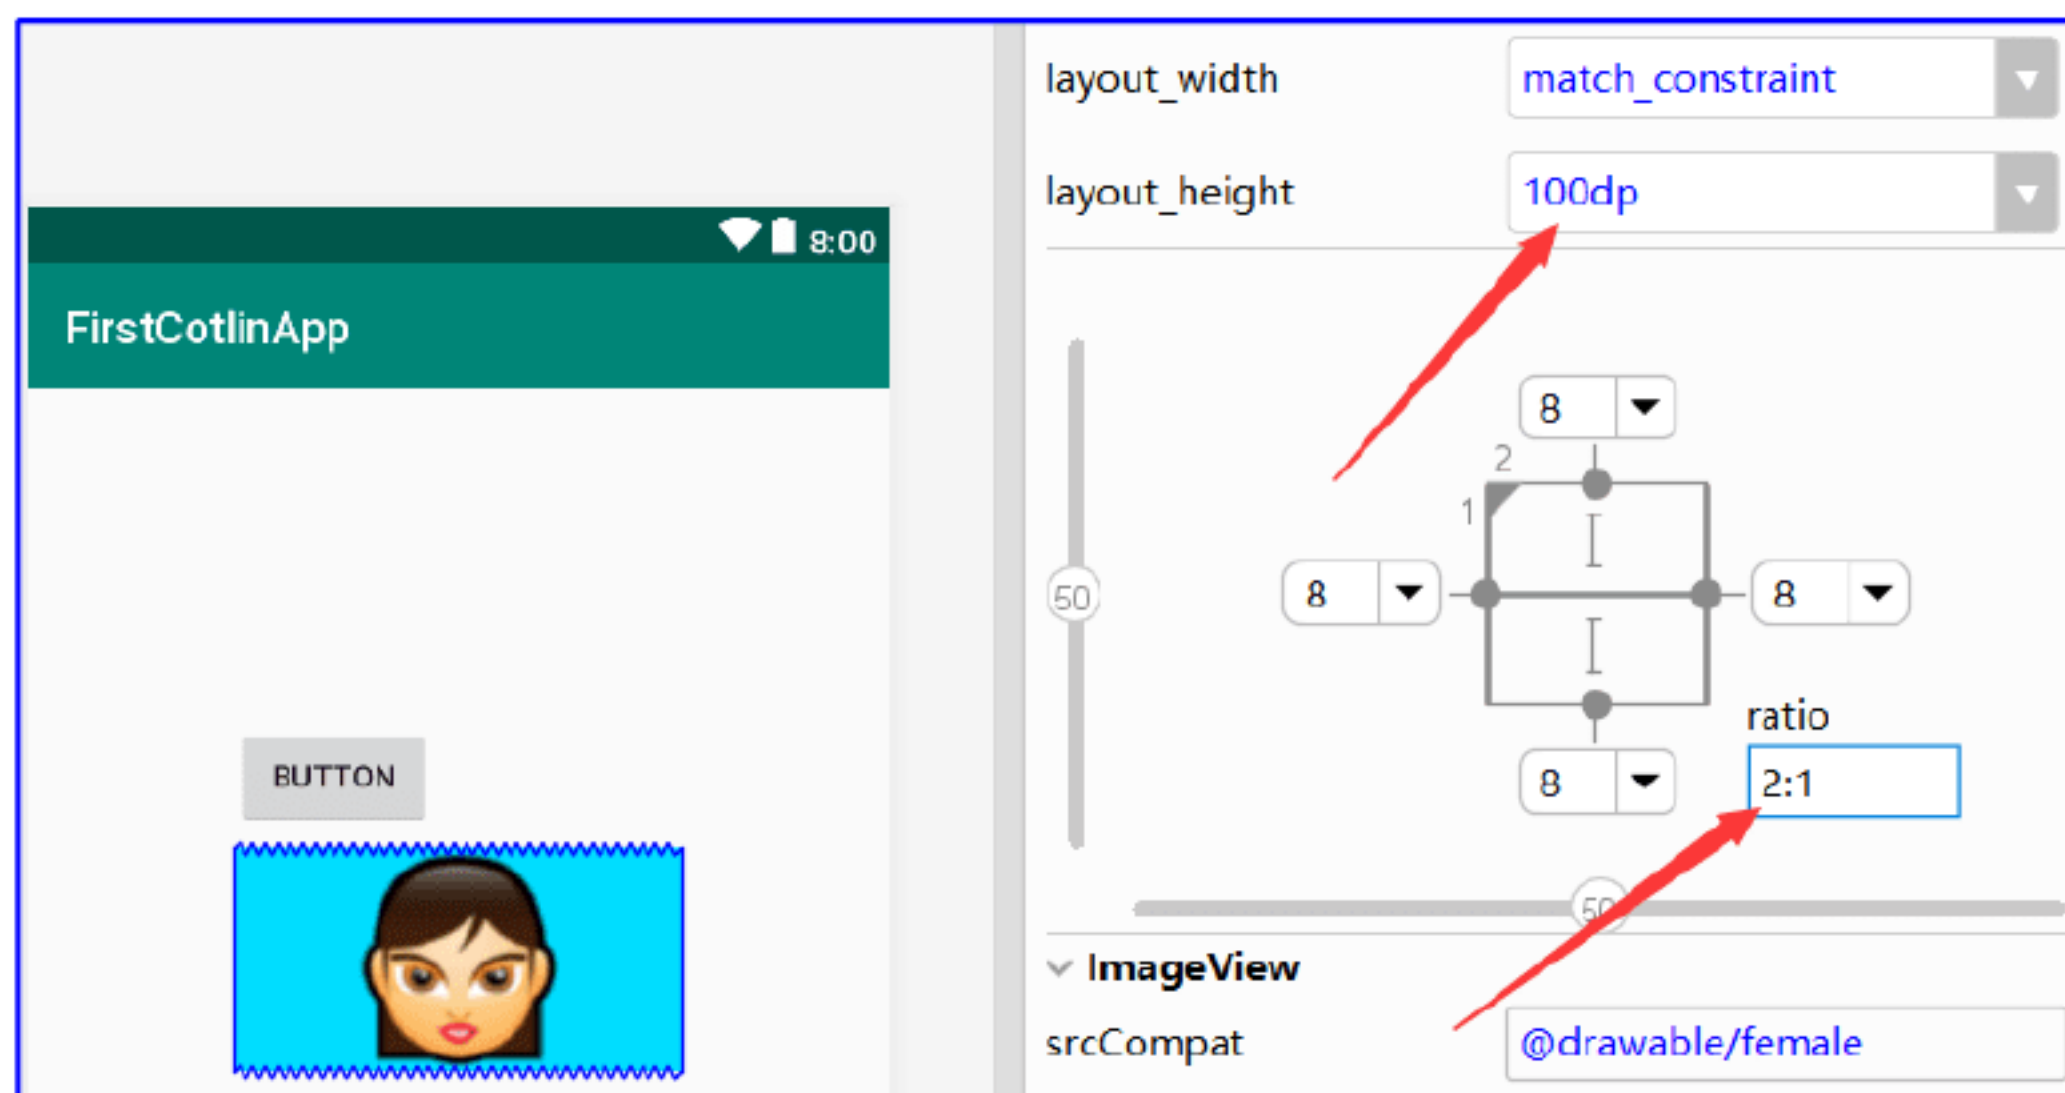 layout_width match_constraint
layout_height 100dp
8:00
FirstCotlinApp
8
2
1
50
8
8
ratio
8
2:1
BUTTON
50
ImageView
srcCompat @drawable/female